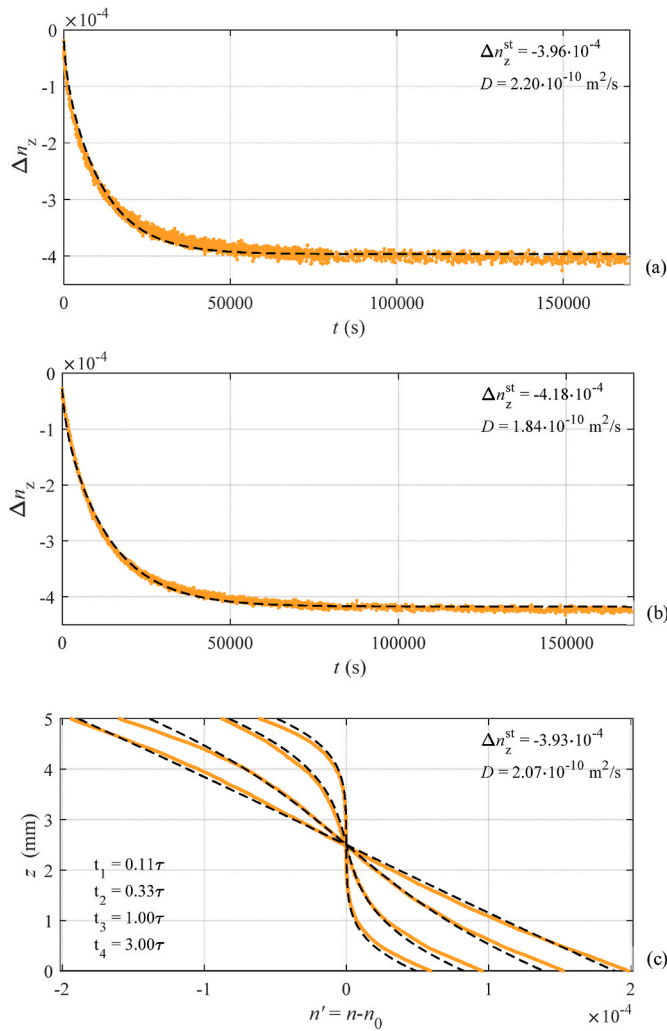 ×10⁻⁴
0
-1
-2
-3
-4
Δn_z
Δn_z^st = -3.96·10⁻⁴
D = 2.20·10⁻¹⁰ m²/s
0 50000 100000 150000
t (s)
(a)
×10⁻⁴
0
-1
-2
-3
-4
Δn_z
Δn_z^st = -4.18·10⁻⁴
D = 1.84·10⁻¹⁰ m²/s
0 50000 100000 150000
t (s)
(b)
5
4
3
2
1
0
z (mm)
Δn_z^st = -3.93·10⁻⁴
D = 2.07·10⁻¹⁰ m²/s
t₁ = 0.11τ
t₂ = 0.33τ
t₃ = 1.00τ
t₄ = 3.00τ
(c)
-2 -1 0 1 2
n' = n-n₀
×10⁻⁴